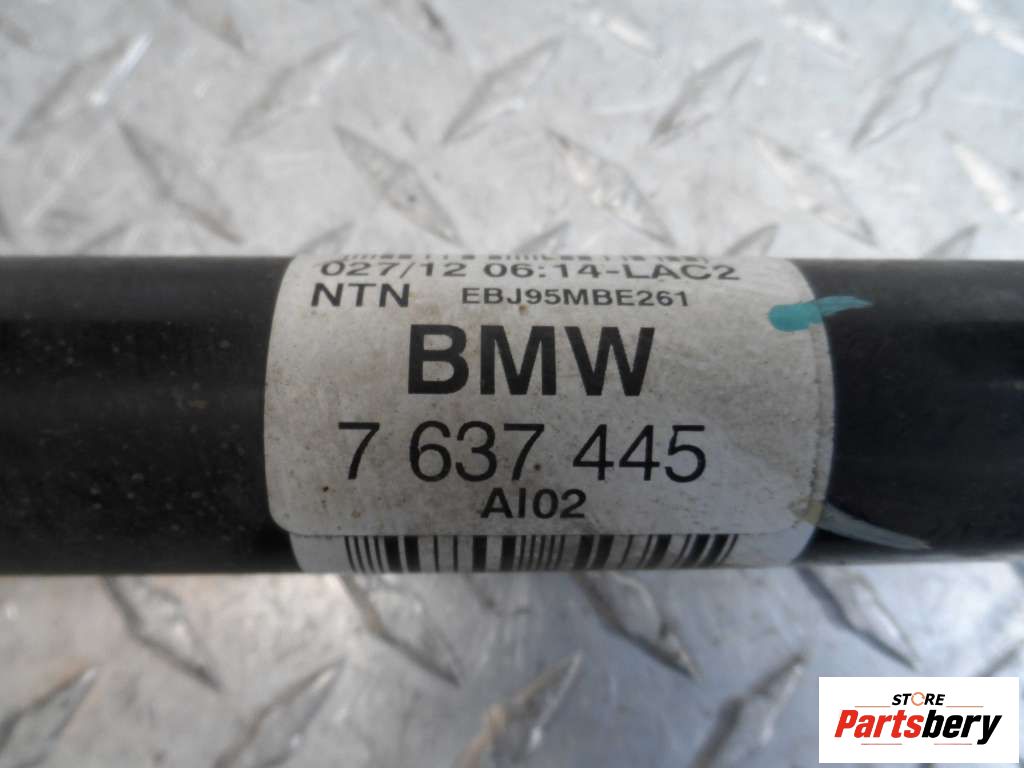 027/12 06:14-LAC2
NTN EBJ95MBE261
BMW
7 637 445
AI02
STORE
Partsbery